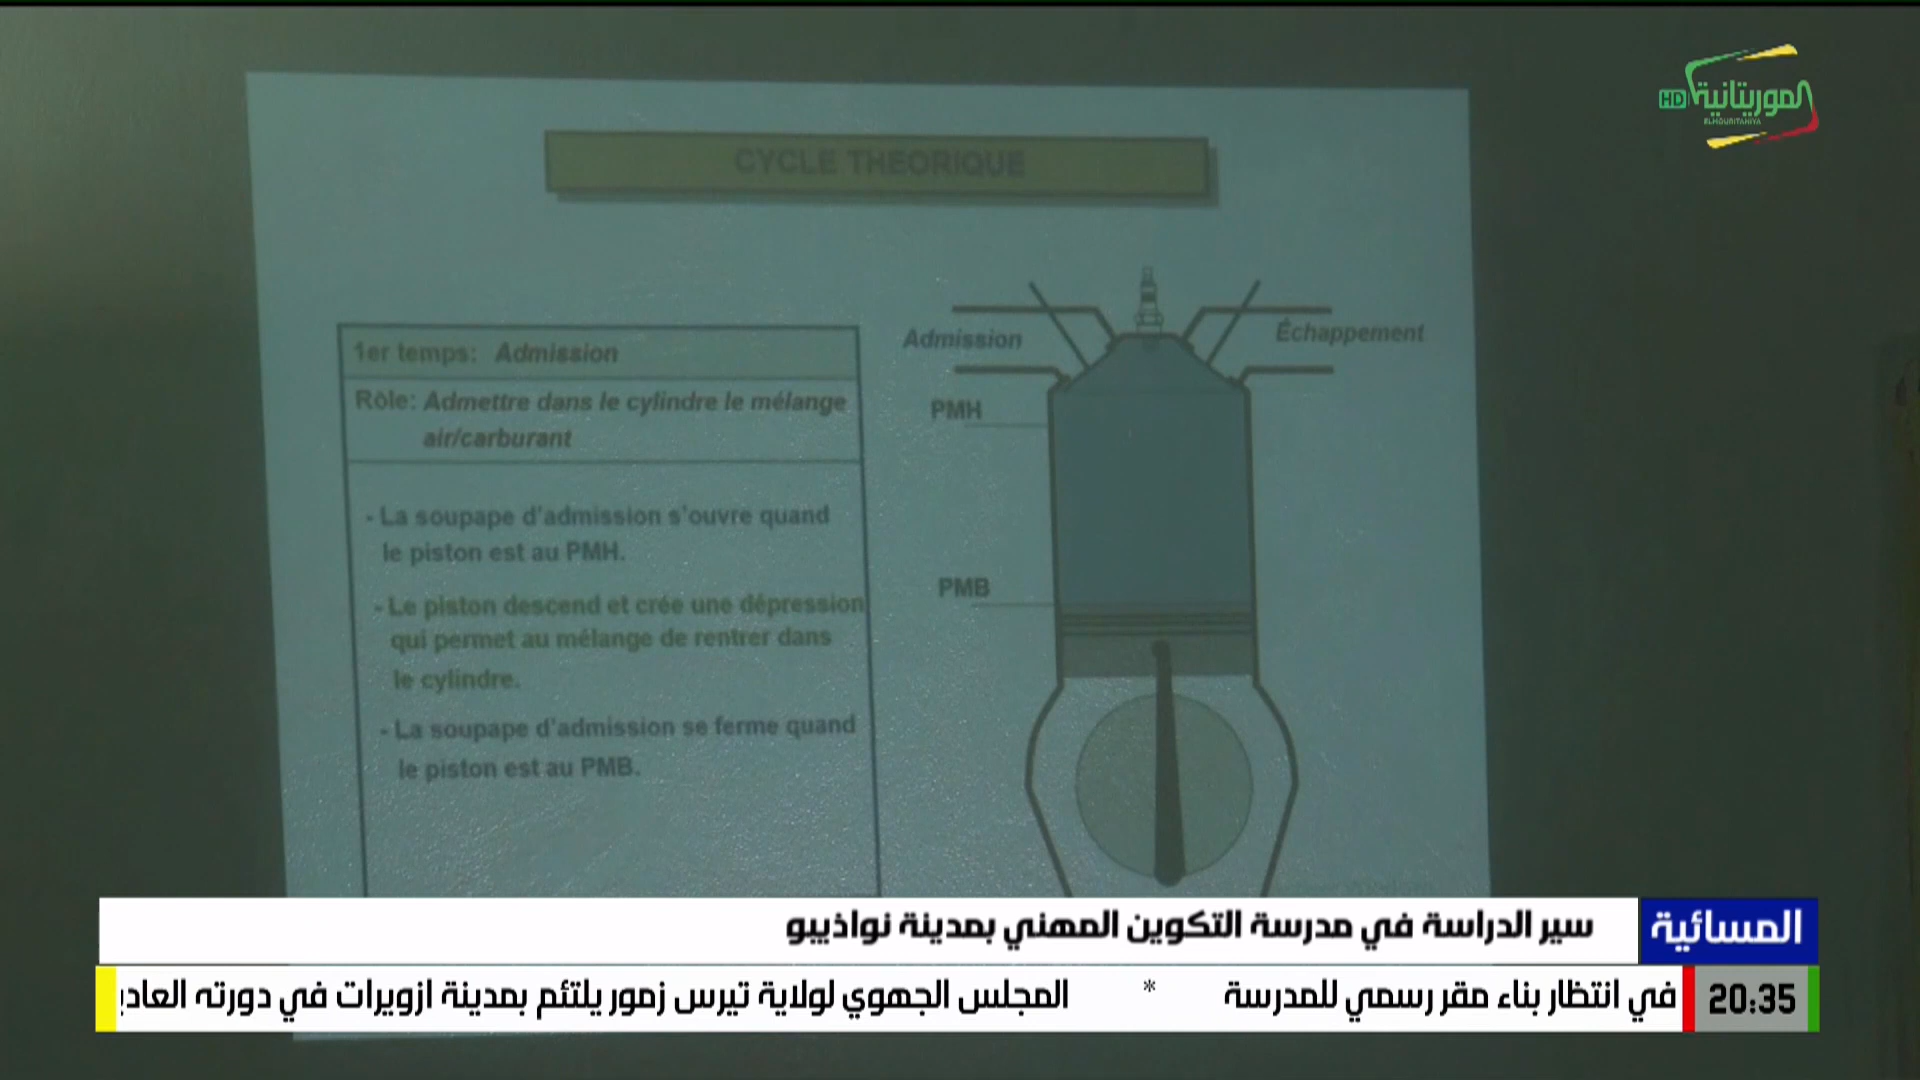 HD
الموريتانية
ELMOURITANIYA
CYCLE THEORIQUE
1er temps: Admission
Rôle: Admettre dans le cylindre le mélange
air/carburant
- La soupape d'admission s'ouvre quand
le piston est au PMH.
- Le piston descend et crée une dépression
qui permet au mélange de rentrer dans
le cylindre.
- La soupape d'admission se ferme quand
le piston est au PMB.
Admission
Échappement
PMH
PMB
المسائية
سير الدراسة في مدرسة التكوين المهني بمدينة نواذيبو
20:35
في انتظار بناء مقر رسمي للمدرسة * المجلس الجهوي لولاية تيرس زمور يلتئم بمدينة ازويرات في دورته